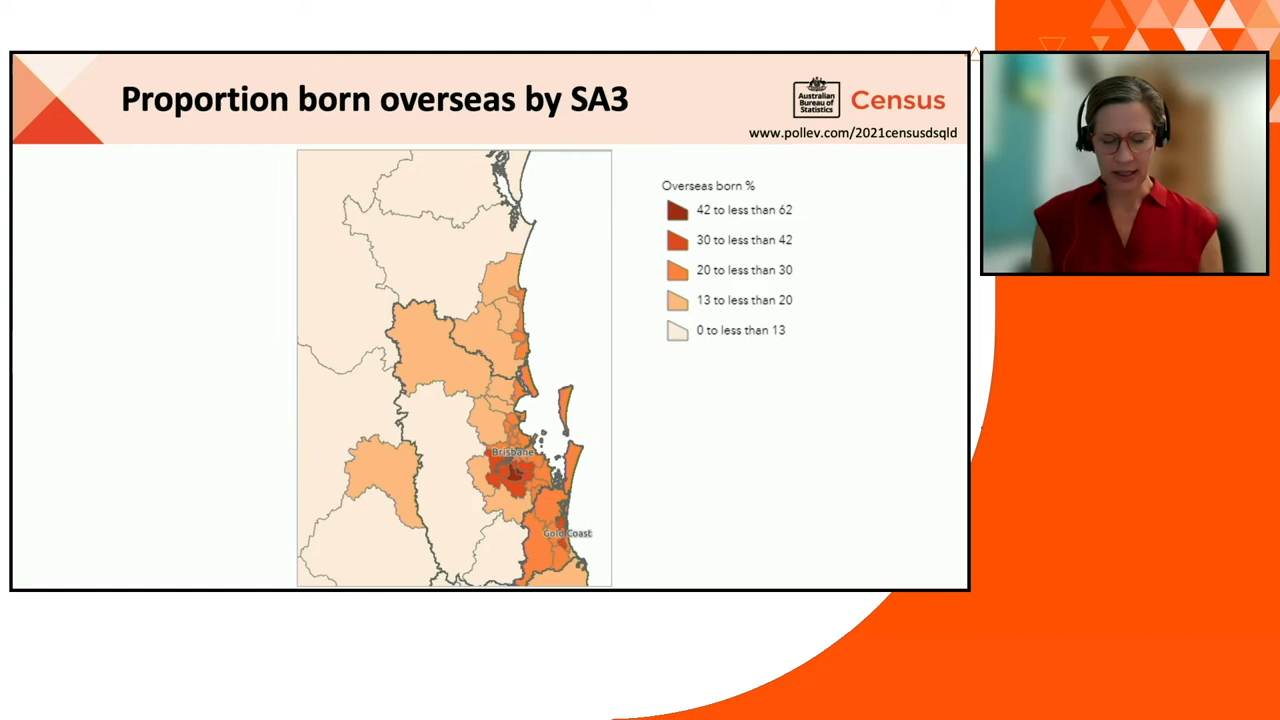 Proportion born overseas by SA3
Australian
Bureau of
Statistics
Census
www.pollev.com/2021censusdsqld
Overseas born %
42 to less than 62
30 to less than 42
20 to less than 30
13 to less than 20
0 to less than 13
Brisbane
Gold Coast